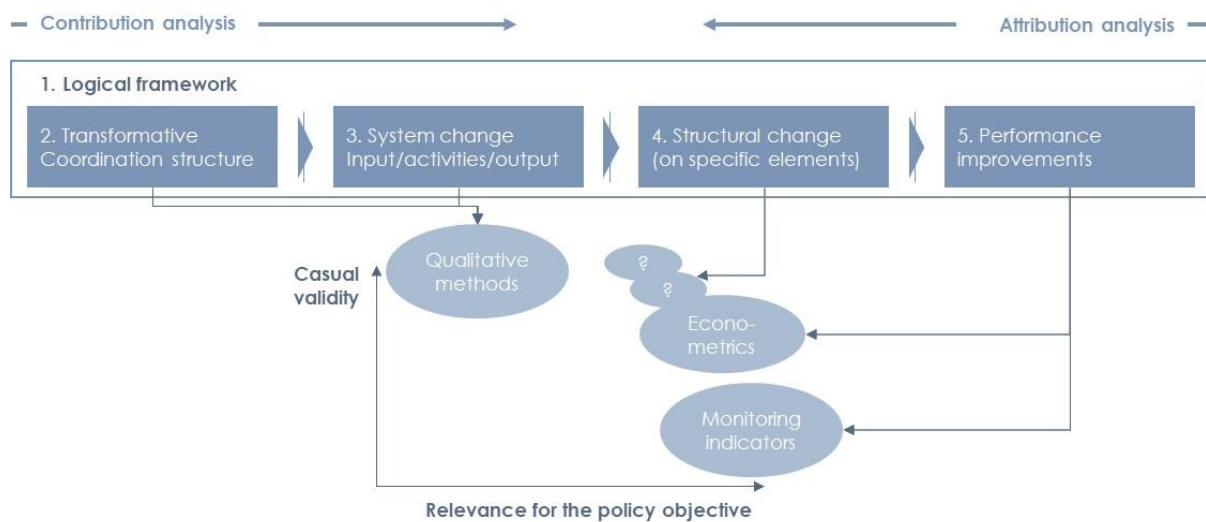 Contribution analysis
Attribution analysis
1. Logical framework
2. Transformative
Coordination structure
3. System change
Input/activities/output
4. Structural change
(on specific elements)
5. Performance
improvements
Qualitative
methods
?
?
Econo-
metrics
Monitoring
indicators
Casual
validity
Relevance for the policy objective